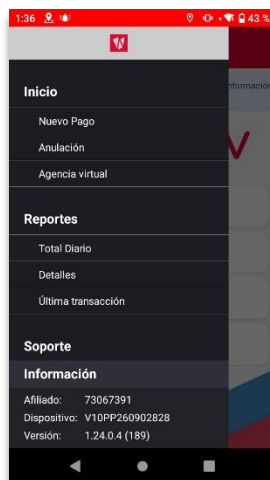 1:36 43 %
Inicio
Nuevo Pago
nformación
Anulación
Agencia virtual
Reportes
Total Diario
Detalles
Última transacción
Soporte
Información
Afiliado: 73067391
Dispositivo: V10PP260902828
Versión: 1.24.0.4 (189)